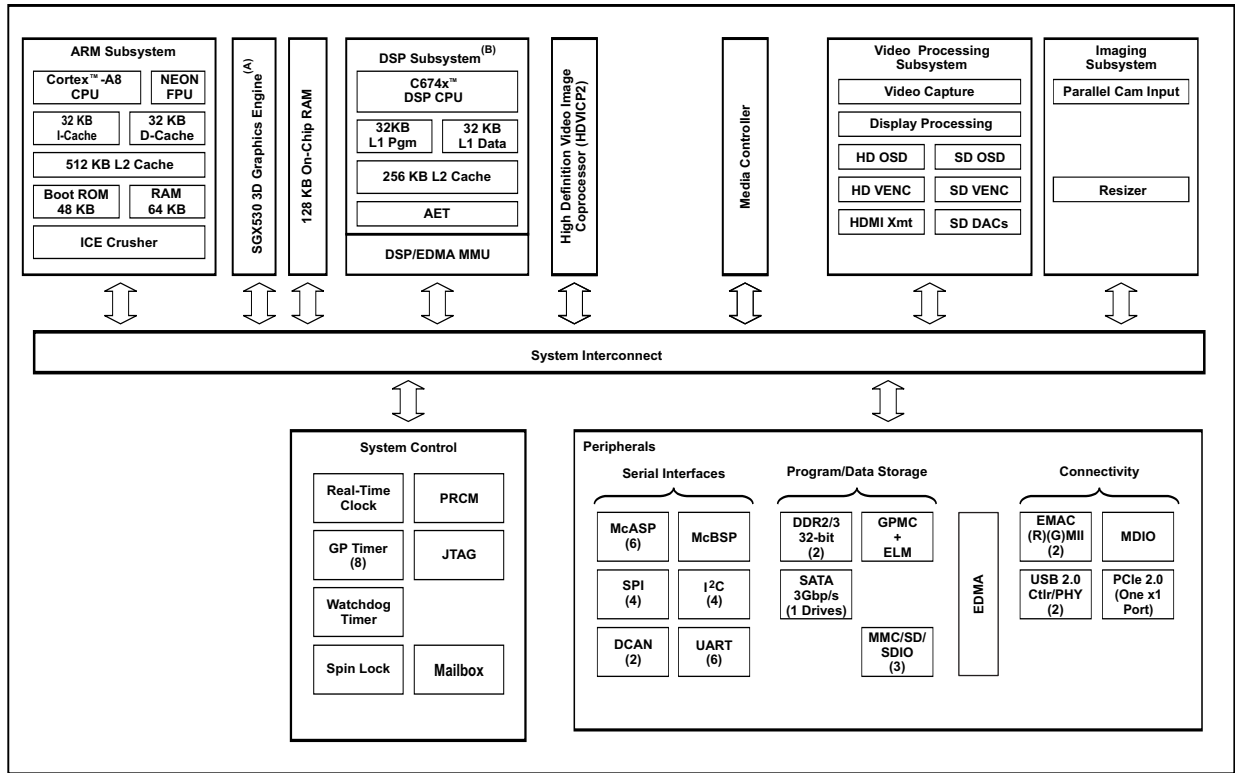 ARM Subsystem
Cortex™-A8
CPU
NEON
FPU
32 KB
I-Cache
32 KB
D-Cache
512 KB L2 Cache
Boot ROM
48 KB
RAM
64 KB
ICE Crusher
SGX530 3D Graphics Engine(A)
128 KB On-Chip RAM
DSP Subsystem(B)
C674x™
DSP CPU
32KB
L1 Pgm
32 KB
L1 Data
256 KB L2 Cache
AET
DSP/EDMA MMU
High Definition Video Image
Coprocessor (HDVICP2)
Media Controller
Video Processing
Subsystem
Video Capture
Display Processing
HD OSD
SD OSD
HD VENC
SD VENC
HDMI Xmt
SD DACs
Imaging
Subsystem
Parallel Cam Input
Resizer
System Interconnect
System Control
Real-Time
Clock
PRCM
GP Timer
(8)
JTAG
Watchdog
Timer
Spin Lock
Mailbox
Peripherals
Serial Interfaces
McASP
(6)
McBSP
SPI
(4)
I²C
(4)
DCAN
(2)
UART
(6)
Program/Data Storage
DDR2/3
32-bit
(2)
GPMC
+
ELM
SATA
3Gbp/s
(1 Drives)
MMC/SD/
SDIO
(3)
EDMA
Connectivity
EMAC
(R)(G)MII
(2)
MDIO
USB 2.0
Ctlr/PHY
(2)
PCIe 2.0
(One x1
Port)